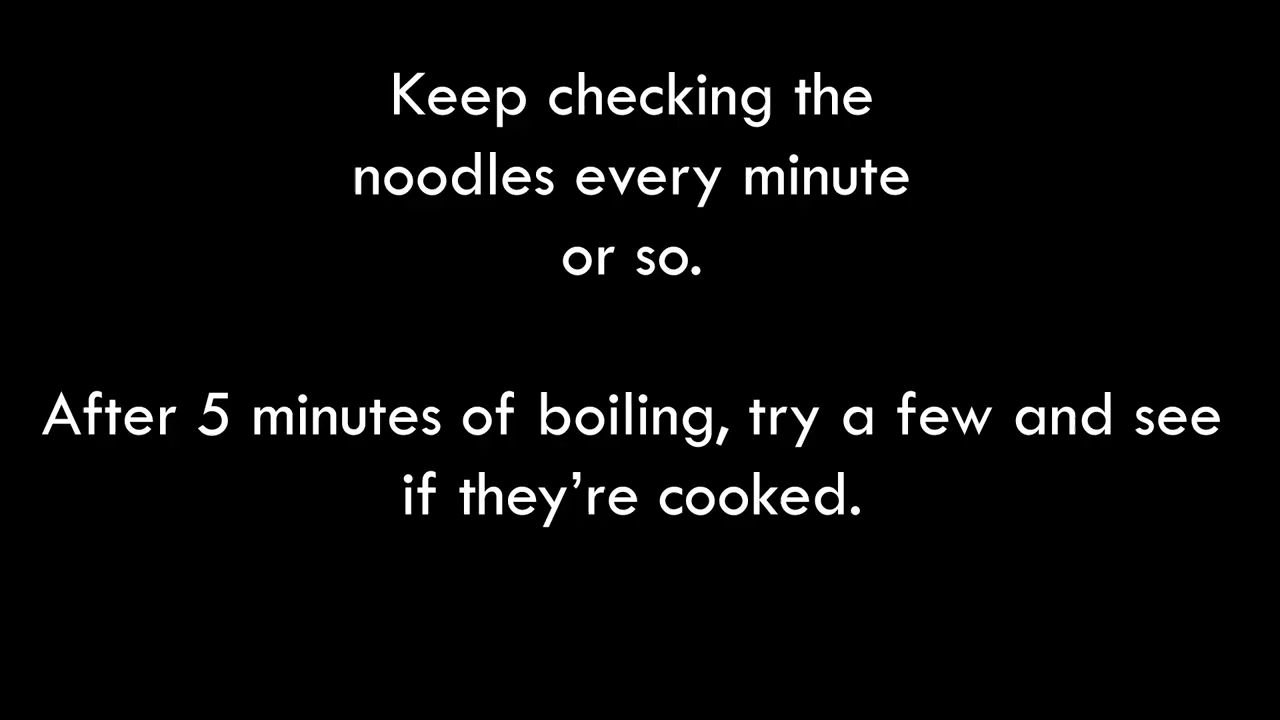 Keep checking the
noodles every minute
or so.
After 5 minutes of boiling, try a few and see
if they’re cooked.